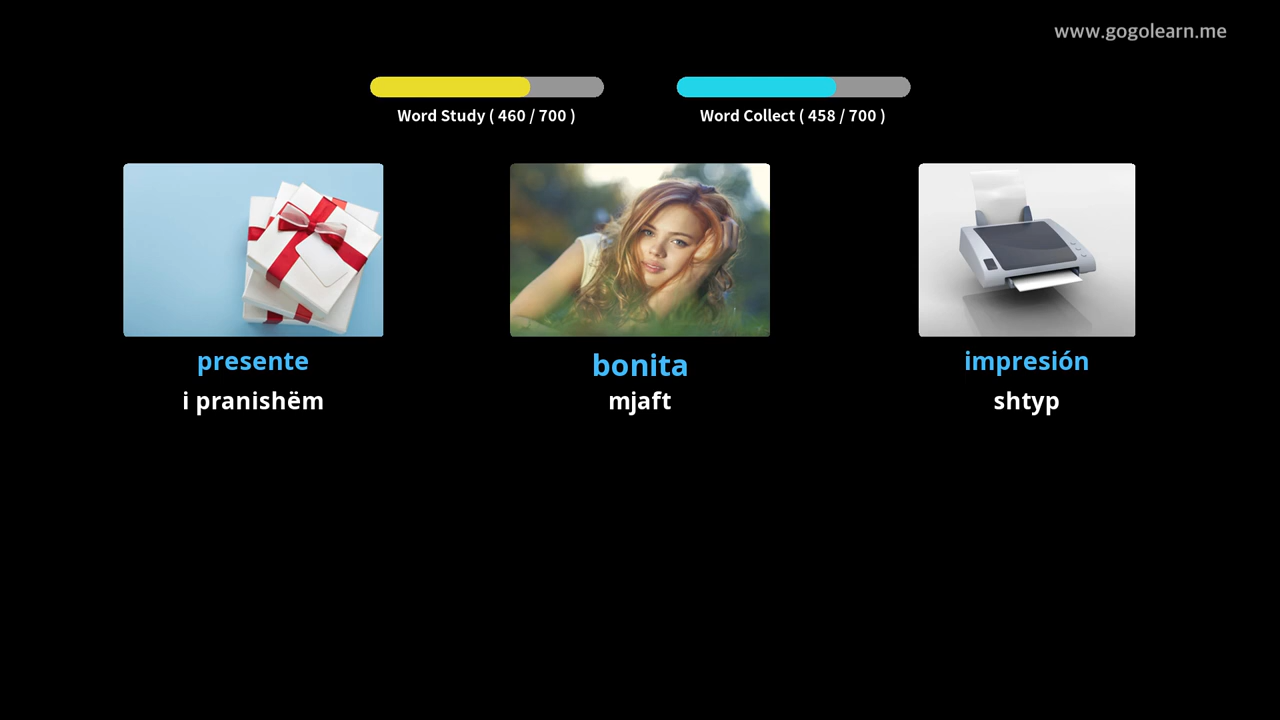 www.gogolearn.me
Word Study ( 460 / 700 )
Word Collect ( 458 / 700 )
presente
i pranishëm
bonita
mjaft
impresión
shtyp